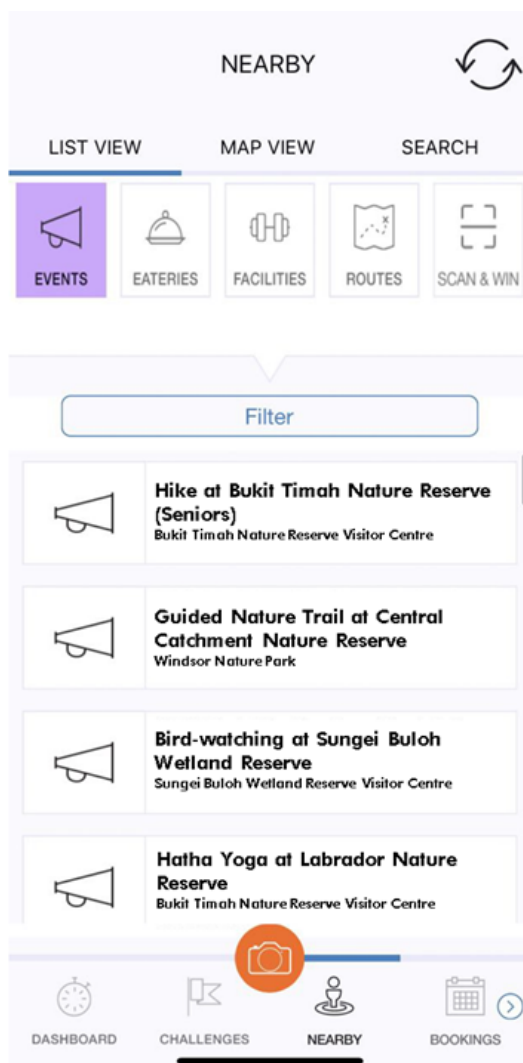 NEARBY
LIST VIEW
MAP VIEW
SEARCH
EVENTS
EATERIES
FACILITIES
ROUTES
SCAN & WIN
Filter
Hike at Bukit Timah Nature Reserve
(Seniors)
Bukit Timah Nature Reserve Visitor Centre
Guided Nature Trail at Central
Catchment Nature Reserve
Windsor Nature Park
Bird-watching at Sungei Buloh
Wetland Reserve
Sungei Buloh Wetland Reserve Visitor Centre
Hatha Yoga at Labrador Nature
Reserve
Bukit Timah Nature Reserve Visitor Centre
DASHBOARD
CHALLENGES
NEARBY
BOOKINGS